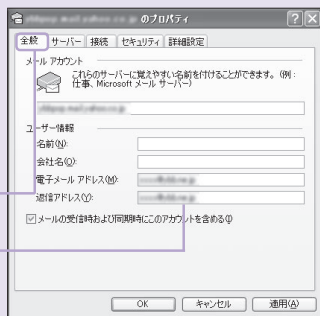 のプロパティ
全般 サーバー 接続 セキュリティ 詳細設定
メール アカウント
これらのサーバーに覚えやすい名前を付けることができます。(例:
仕事、Microsoft メール サーバー)
ユーザー情報
名前(N):
会社名(O):
電子メール アドレス(M):
返信アドレス(Y):
メールの受信時および同期時にこのアカウントを含める(I)
OK キャンセル 適用(A)